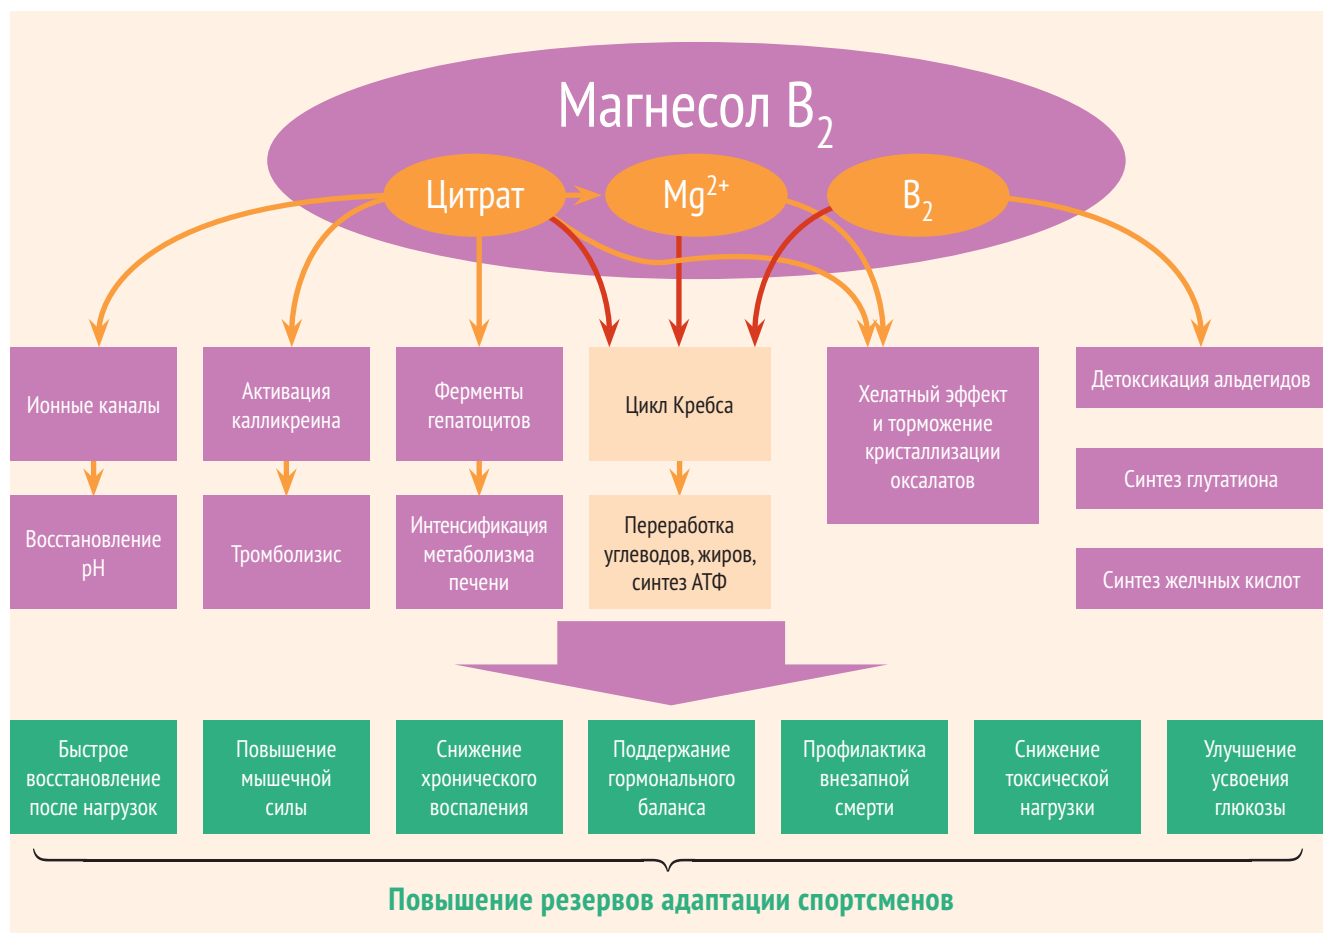 Магнесол В₂
Цитрат
Mg²⁺
В₂
Ионные каналы
Активация
калликреина
Ферменты
гепатоцитов
Цикл Кребса
Хелатный эффект
и торможение
кристаллизации
оксалатов
Детоксикация альдегидов
Синтез глутатиона
Синтез желчных кислот
Восстановление
pH
Тромболизис
Интенсификация
метаболизма
печени
Переработка
углеводов, жиров,
синтез АТФ
Быстрое
восстановление
после нагрузок
Повышение
мышечной
силы
Снижение
хронического
воспаления
Поддержание
гормонального
баланса
Профилактика
внезапной
смерти
Снижение
токсической
нагрузки
Улучшение
усвоения
глюкозы
Повышение резервов адаптации спортсменов